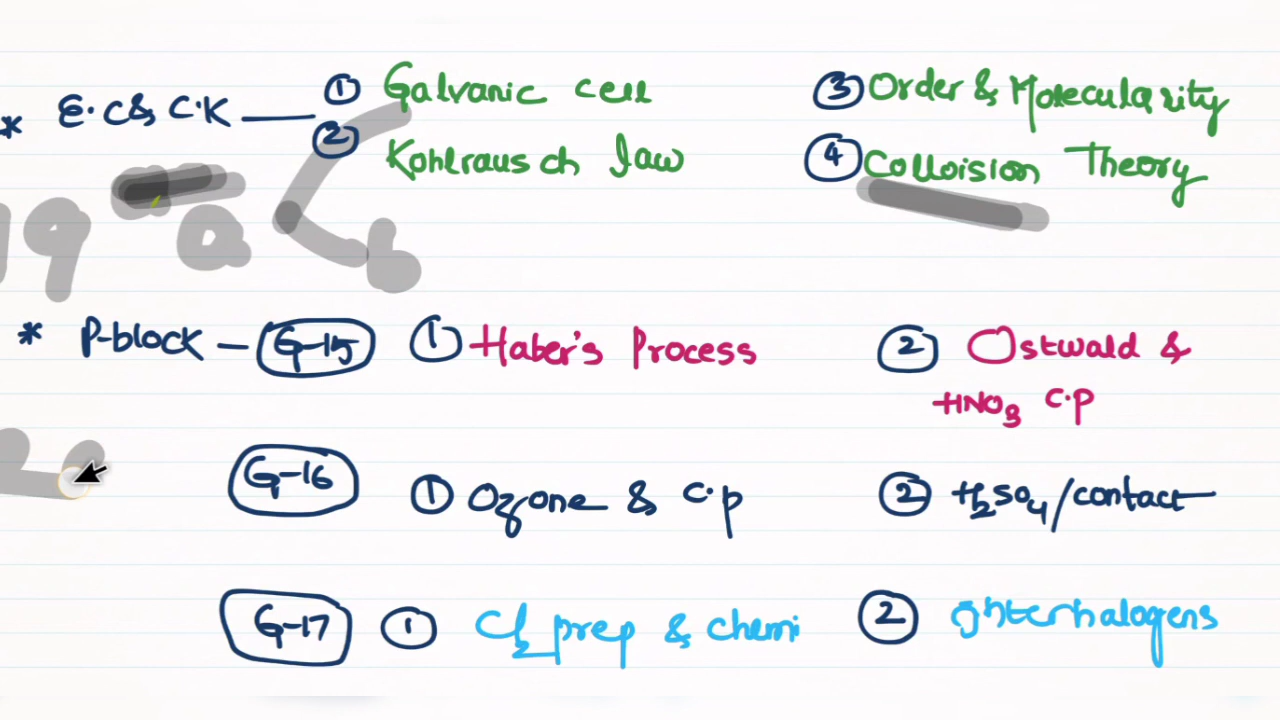 * E.C& C.K — ① Galvanic cell ③ Order & Molecularity
② Kohlrausch law ④ Colloision Theory
19 a b
* P-block — G-15 ① Haber's Process ② Ostwald &
HNO3 C.P
G-16 ① Ozone & C.P ② H2SO4/contact
G-17 ① Cl2 prep & chemi ② Interhalogens